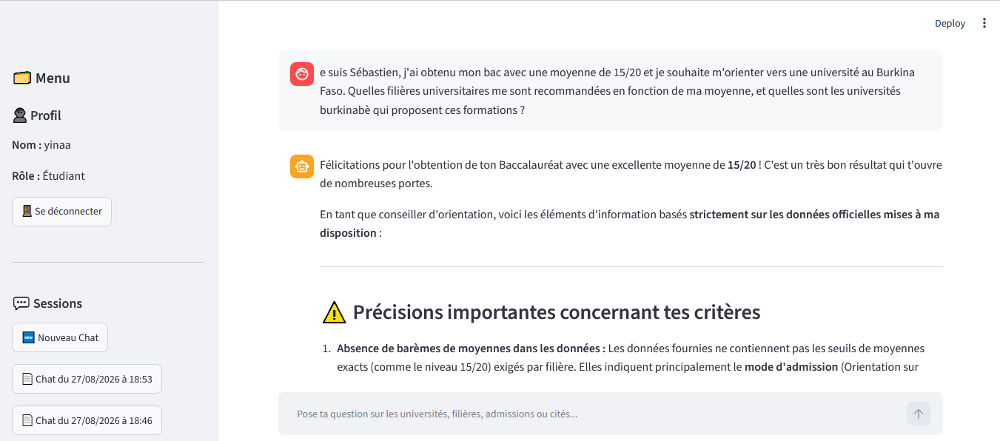 Deploy
Menu
Profil
Nom : yinaa
Rôle : Étudiant
Se déconnecter
Sessions
NEW Nouveau Chat
Chat du 27/08/2026 à 18:53
Chat du 27/08/2026 à 18:46
e suis Sébastien, j'ai obtenu mon bac avec une moyenne de 15/20 et je souhaite m'orienter vers une université au Burkina
Faso. Quelles filières universitaires me sont recommandées en fonction de ma moyenne, et quelles sont les universités
burkinabè qui proposent ces formations ?
Félicitations pour l'obtention de ton Baccalauréat avec une excellente moyenne de 15/20 ! C'est un très bon résultat qui t'ouvre
de nombreuses portes.
En tant que conseiller d'orientation, voici les éléments d'information basés strictement sur les données officielles mises à ma
disposition :
Précisions importantes concernant tes critères
1. Absence de barèmes de moyennes dans les données : Les données fournies ne contiennent pas les seuils de moyennes
exacts (comme le niveau 15/20) exigés par filière. Elles indiquent principalement le mode d'admission (Orientation sur
Pose ta question sur les universités, filières, admissions ou cités...